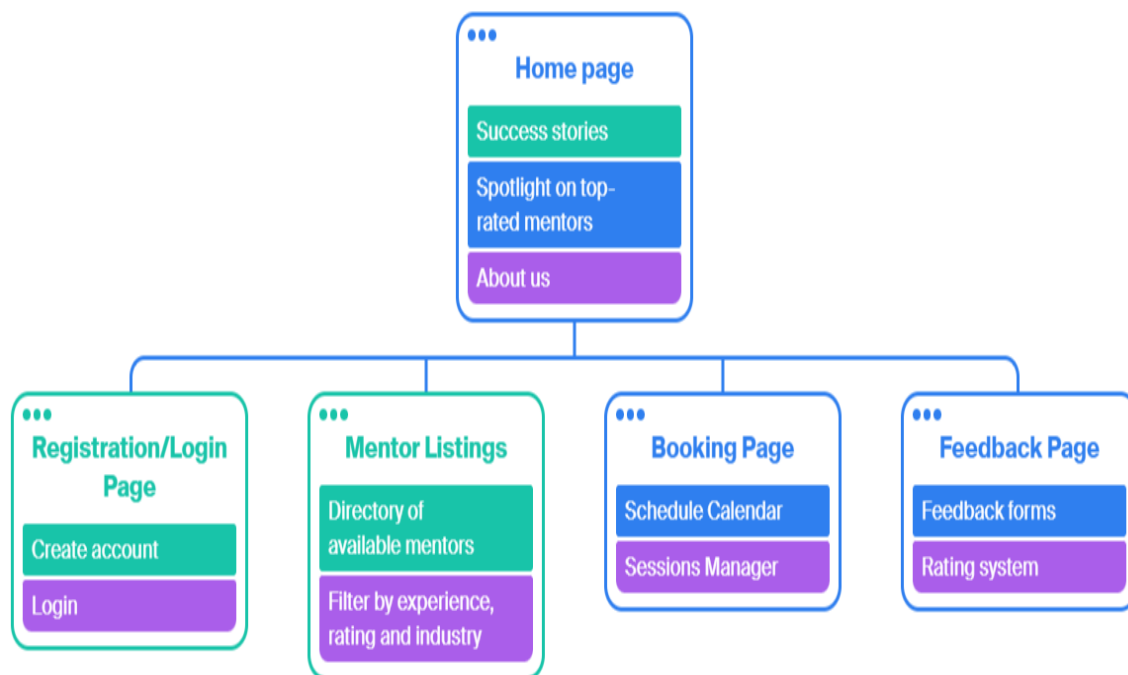 Home page
Success stories
Spotlight on top-
rated mentors
About us
Registration/Login
Page
Create account
Login
Mentor Listings
Directory of
available mentors
Filter by experience,
rating and industry
Booking Page
Schedule Calendar
Sessions Manager
Feedback Page
Feedback forms
Rating system